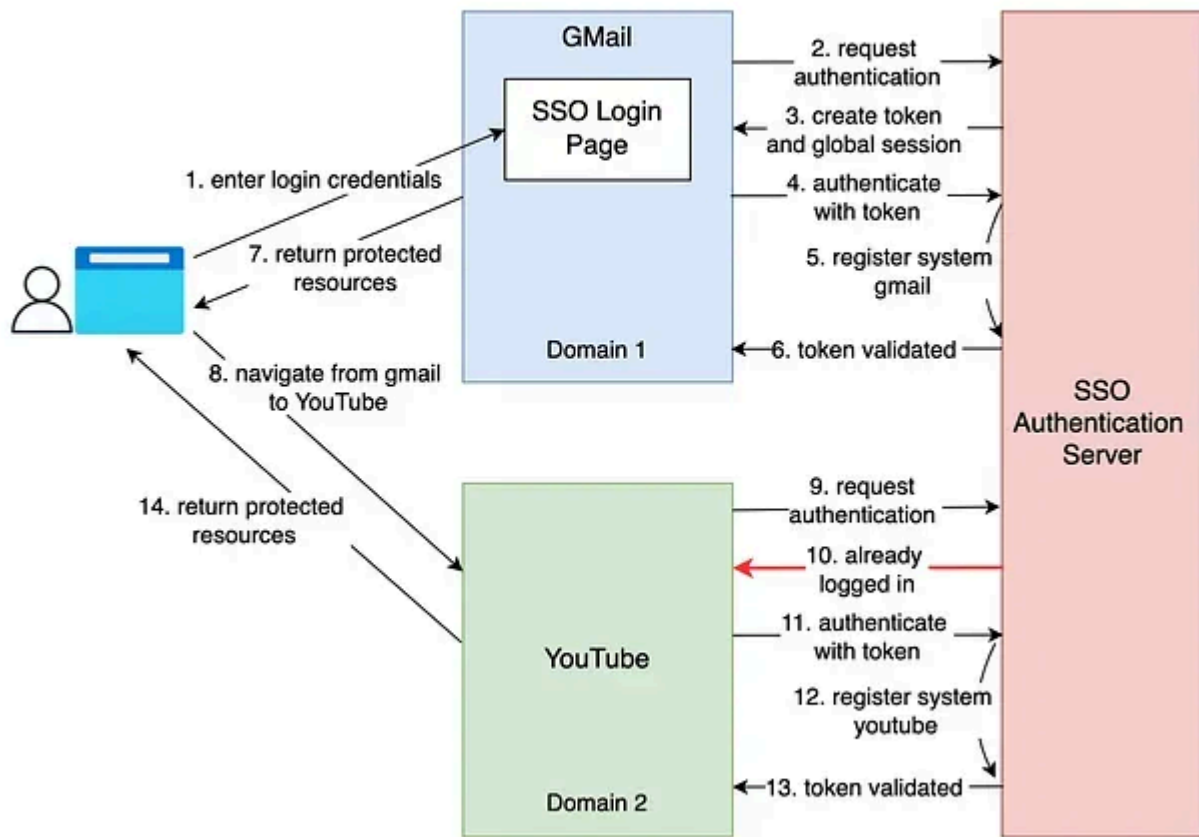 GMail
SSO Login
Page
Domain 1
1. enter login credentials
2. request
authentication
3. create token
and global session
4. authenticate
with token
5. register system
gmail
6. token validated
7. return protected
resources
8. navigate from gmail
to YouTube
SSO
Authentication
Server
YouTube
Domain 2
9. request
authentication
10. already
logged in
11. authenticate
with token
12. register system
youtube
13. token validated
14. return protected
resources